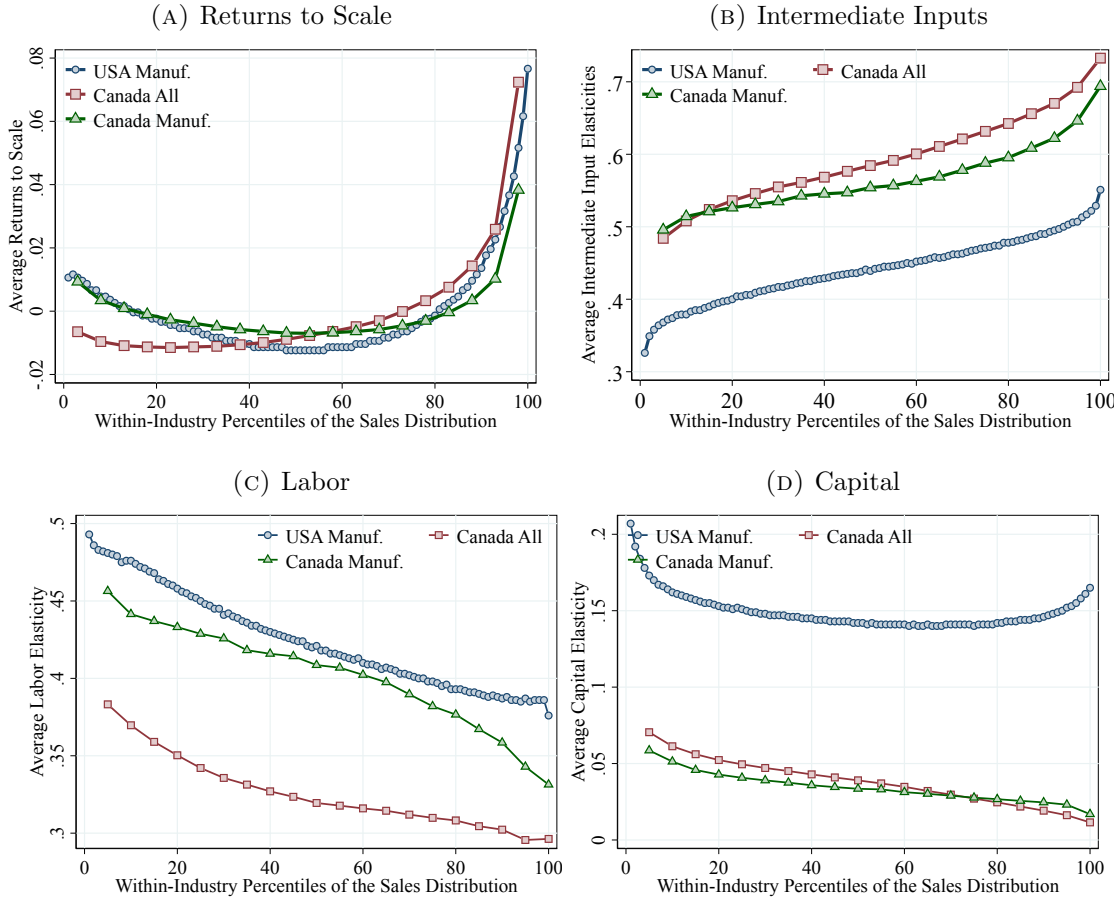 (A) Returns to Scale
Average Returns to Scale
.08
.06
.04
.02
0
-.02
USA Manuf.
Canada All
Canada Manuf.
0 20 40 60 80 100
Within-Industry Percentiles of the Sales Distribution
(B) Intermediate Inputs
Average Intermediate Input Elasticities
.7
.6
.5
.4
.3
USA Manuf. Canada All
Canada Manuf.
0 20 40 60 80 100
Within-Industry Percentiles of the Sales Distribution
(C) Labor
Average Labor Elasticity
.5
.45
.4
.35
.3
USA Manuf. Canada All
Canada Manuf.
0 20 40 60 80 100
Within-Industry Percentiles of the Sales Distribution
(D) Capital
Average Capital Elasticity
.2
.15
.1
.05
0
USA Manuf. Canada All
Canada Manuf.
0 20 40 60 80 100
Within-Industry Percentiles of the Sales Distribution